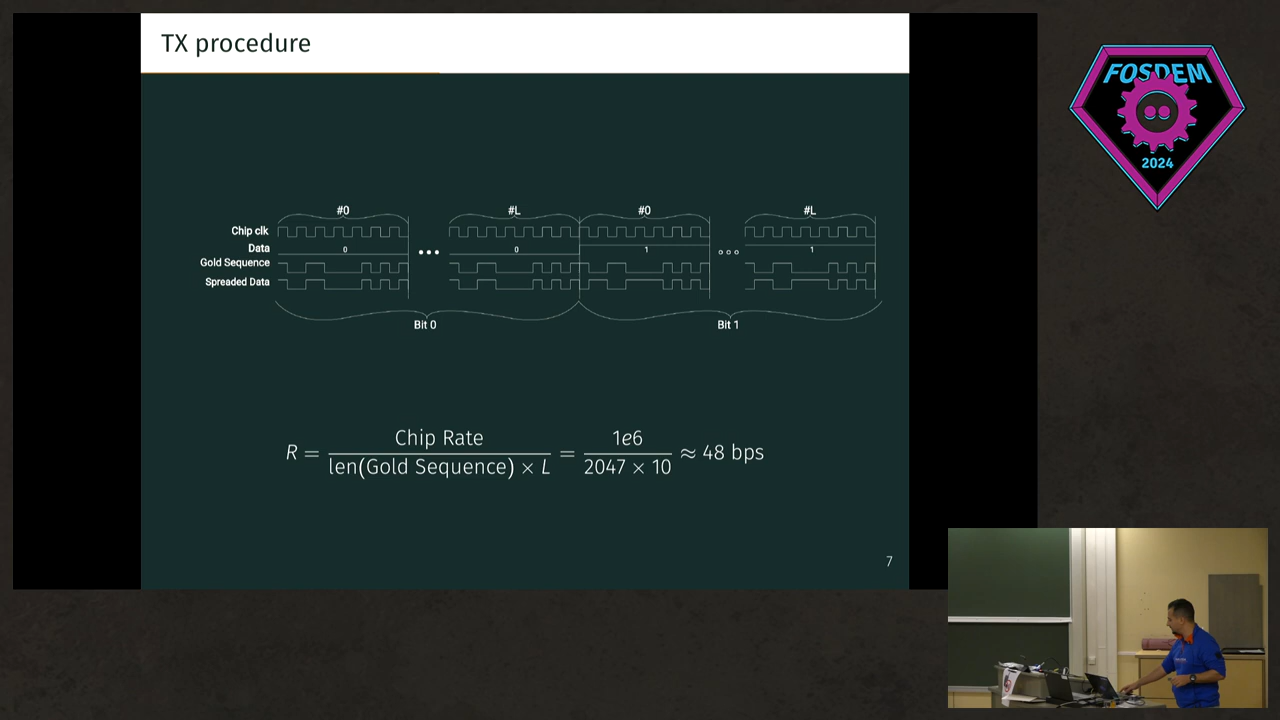 TX procedure
FOSDEM
2024
#0 #L #0 #L
Chip clk
Data 0 0 1 1
Gold Sequence
Spreaded Data
Bit 0 Bit 1
R = Chip Rate / len(Gold Sequence) × L = 1e6 / 2047 × 10 ≈ 48 bps
7